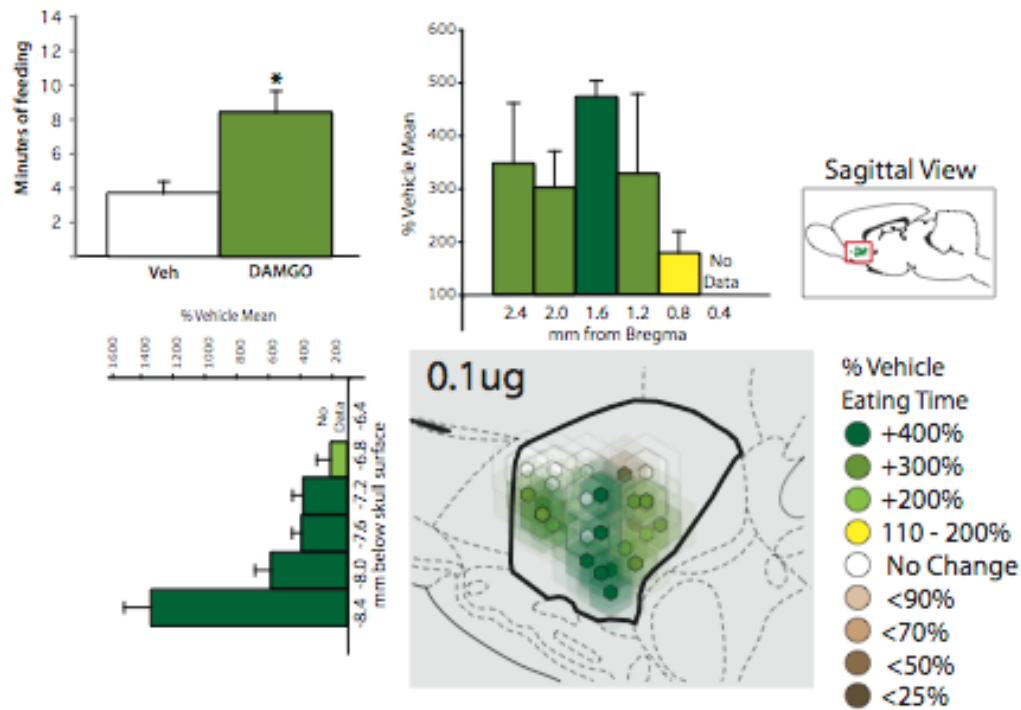 14
12
10
8
6
4
2
Minutes of feeding
*
Veh
DAMGO
600
500
400
300
200
100
% Vehicle Mean
No
Data
2.4 2.0 1.6 1.2 0.8 0.4
mm from Bregma
Sagittal View
% Vehicle Mean
1600 1400 1200 1000 800 600 400 200
No
Data
-6.4
-6.8
-7.2
-7.6
-8.0
-8.4
mm below skull surface
0.1ug
% Vehicle
Eating Time
+400%
+300%
+200%
110 - 200%
No Change
<90%
<70%
<50%
<25%